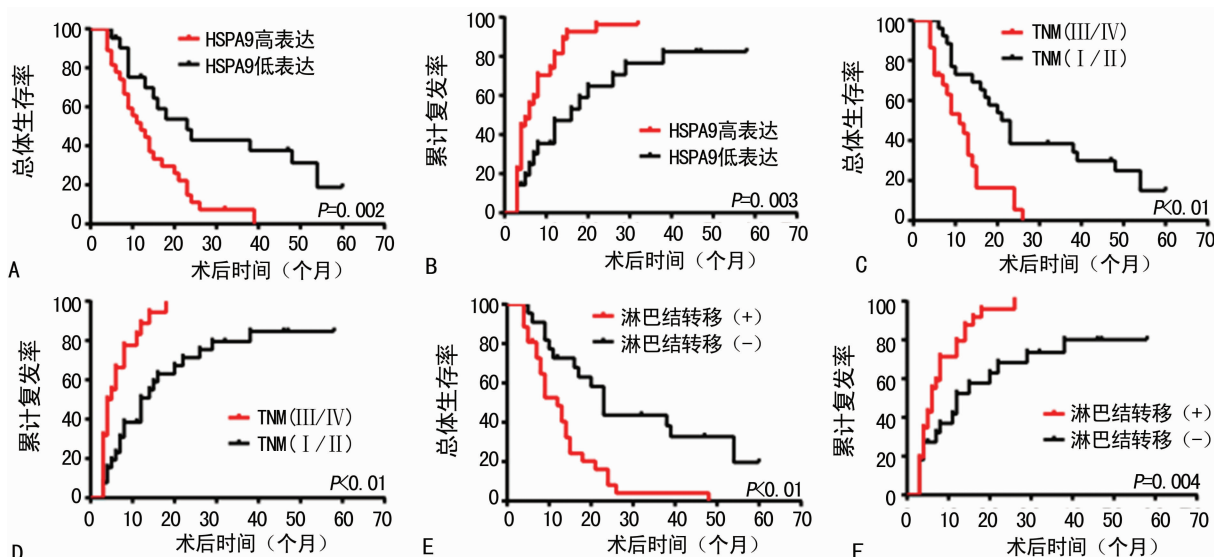 100
80
60
40
20
0
总体生存率
HSPA9高表达
HSPA9低表达
P=0.002
0 10 20 30 40 50 60 70
术后时间（个月）
A
100
80
60
40
20
0
累计复发率
HSPA9高表达
HSPA9低表达
P=0.003
0 10 20 30 40 50 60 70
术后时间（个月）
B
100
80
60
40
20
0
总体生存率
TNM(III/IV)
TNM(Ⅰ/II)
P<0.01
0 10 20 30 40 50 60 70
术后时间（个月）
C
100
80
60
40
20
0
累计复发率
TNM(III/IV)
TNM(Ⅰ/II)
P<0.01
0 10 20 30 40 50 60 70
术后时间（个月）
D
100
80
60
40
20
0
总体生存率
淋巴结转移（+）
淋巴结转移（-）
P<0.01
0 10 20 30 40 50 60 70
术后时间（个月）
E
100
80
60
40
20
0
累计复发率
淋巴结转移（+）
淋巴结转移（-）
P=0.004
0 10 20 30 40 50 60 70
术后时间（个月）
F